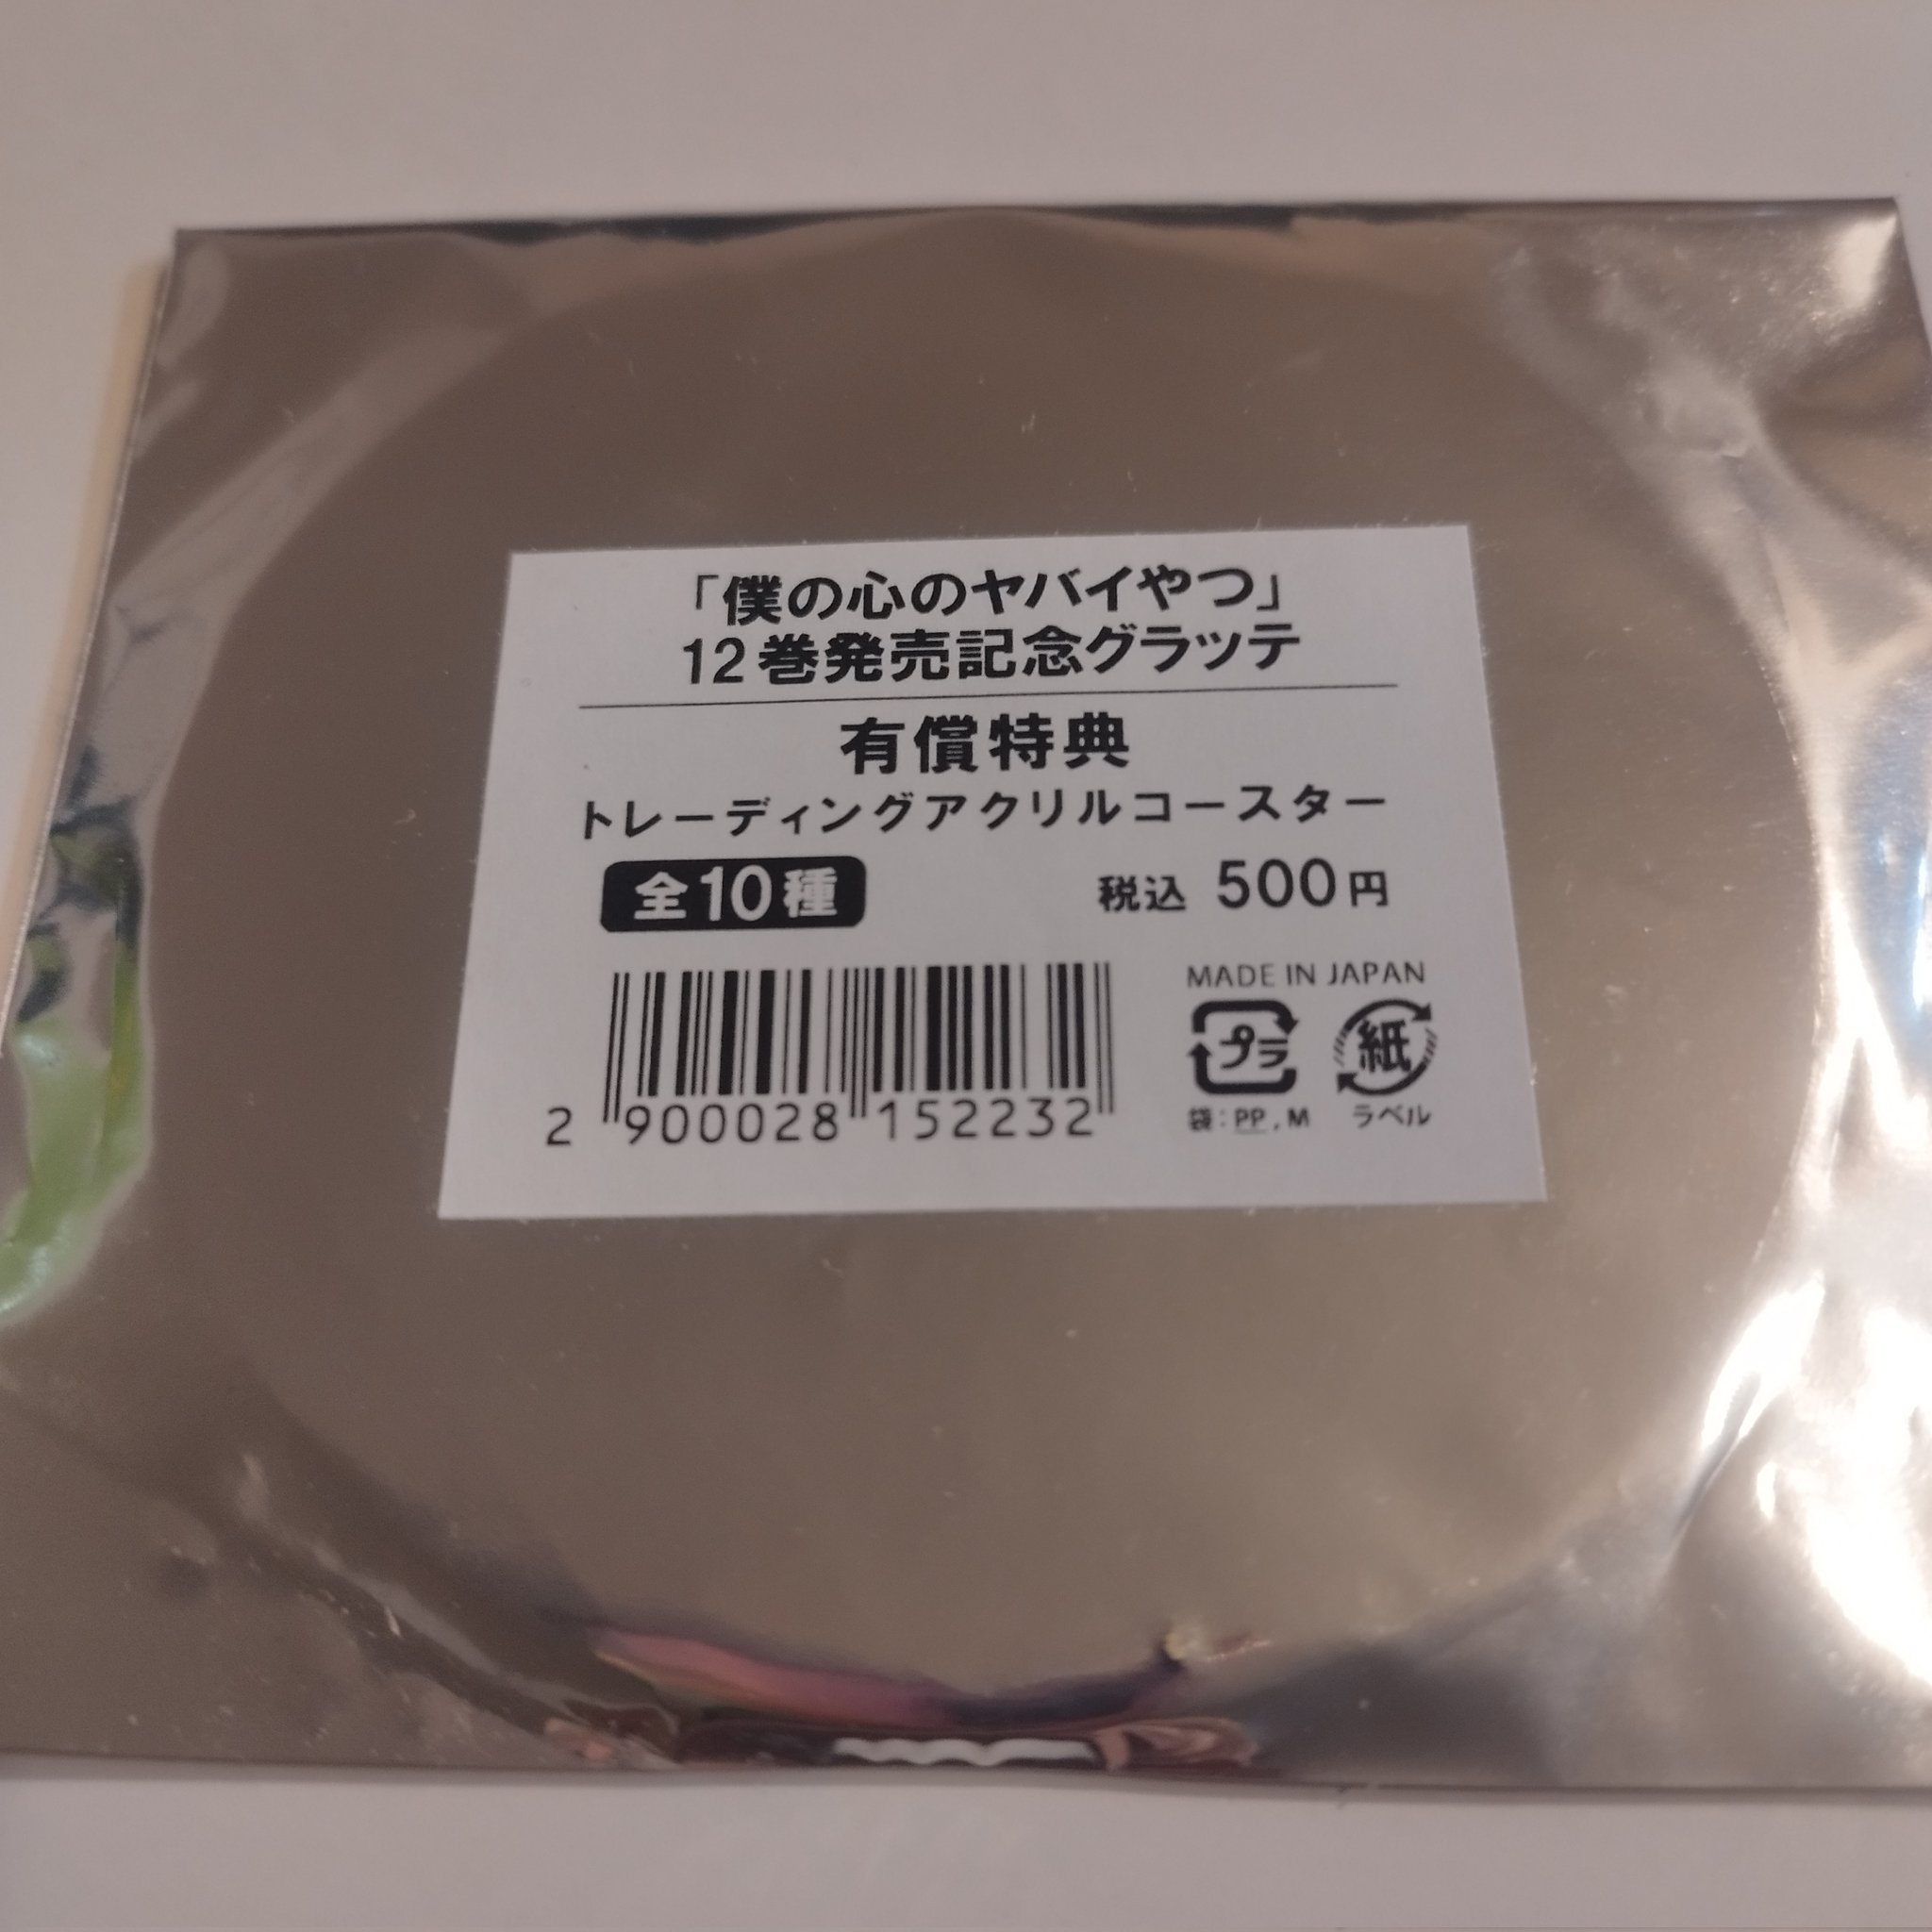 「僕の心のヤバイやつ」
12巻発売記念グラッテ
有償特典
トレーディングアクリルコースター
全10種 税込 500円
MADE IN JAPAN
プラ 紙
袋：PP, M ラベル
2 900028 152232